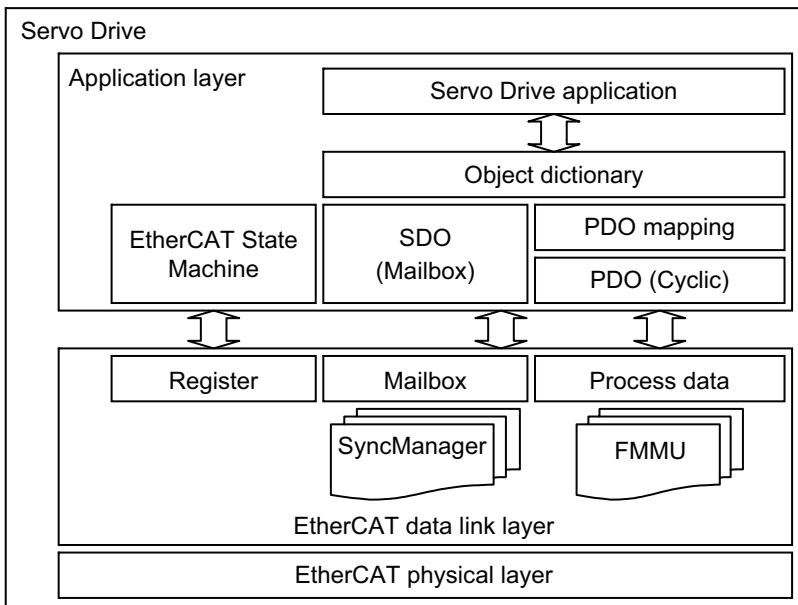 Servo Drive
Application layer
Servo Drive application
Object dictionary
EtherCAT State
Machine
SDO
(Mailbox)
PDO mapping
PDO (Cyclic)
Register
Mailbox
Process data
SyncManager
FMMU
EtherCAT data link layer
EtherCAT physical layer